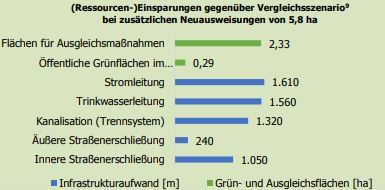 (Ressourcen-)Einsparungen gegenüber Vergleichsszenario⁹
bei zusätzlichen Neuausweisungen von 5,8 ha
Flächen für Ausgleichsmaßnahmen 2,33
Öffentliche Grünflächen im... 0,29
Stromleitung 1.610
Trinkwasserleitung 1.560
Kanalisation (Trennsystem) 1.320
Äußere Straßenerschließung 240
Innere Straßenerschließung 1.050
Infrastrukturaufwand [m] Grün- und Ausgleichsflächen [ha]